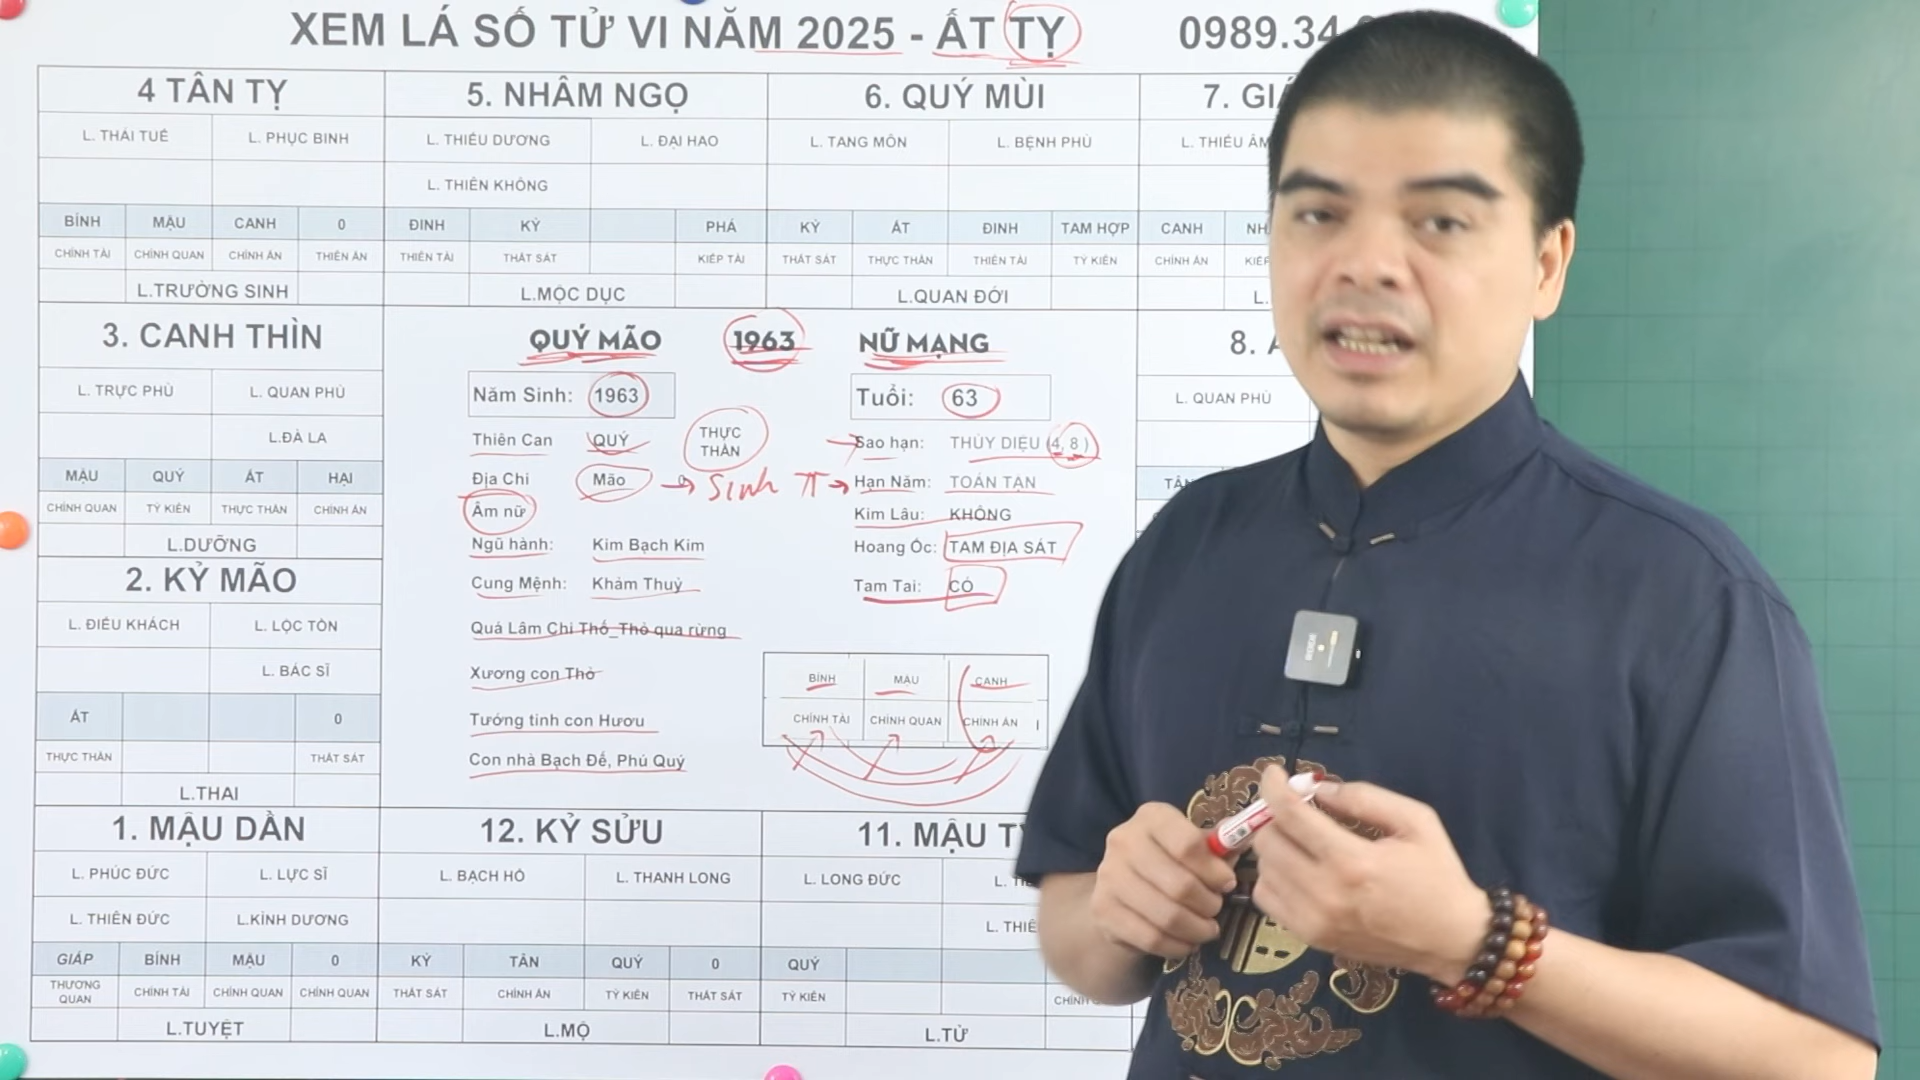 XEM LÁ SỐ TỬ VI NĂM 2025 - ẤT TỴ
0989.34
4 TÂN TỴ
5. NHÂM NGỌ
6. QUÝ MÙI
7. GIÁ
L. THÁI TUẾ
L. PHỤC BINH
L. THIẾU DƯƠNG
L. ĐẠI HAO
L. TANG MÔN
L. BỆNH PHÙ
L. THIẾU ÂM
L. THIÊN KHÔNG
BÍNH MẬU CANH 0
ĐINH KỶ PHÁ
KỶ ẤT ĐINH TAM HỢP
CANH NH
CHÍNH TÀI CHÍNH QUAN CHÍNH ẤN THIÊN ẤN
THIÊN TÀI THẤT SÁT KIẾP TÀI
THẤT SÁT THỰC THẦN THIÊN TÀI TỶ KIÊN
CHÍNH ẤN KIẾP
L.TRƯỜNG SINH
L.MỘC DỤC
L.QUAN ĐỚI
L.
3. CANH THÌN
L. TRỰC PHÙ
L. QUAN PHỦ
L.ĐÀ LA
MẬU QUÝ ẤT HẠI
CHÍNH QUAN TỶ KIÊN THỰC THẦN CHÍNH ẤN
L.DƯỠNG
2. KỶ MÃO
L. ĐIẾU KHÁCH
L. LỘC TỒN
L. BÁC SĨ
ẤT 0
THỰC THẦN THẤT SÁT
L.THAI
QUÝ MÃO
1963
NỮ MẠNG
Năm Sinh: 1963
Tuổi: 63
Thiên Can QUÝ
THỰC
THẦN
Sao hạn: THỦY DIỆU (4, 8 )
Địa Chi Mão
Sinh
Hạn Năm: TOÁN TẬN
Âm nữ
Kim Lâu: KHÔNG
Ngũ hành: Kim Bạch Kim
Hoang Ốc: TAM ĐỊA SÁT
Cung Mệnh: Khảm Thuỷ
Tam Tai: CÓ
Quá Lâm Chi Thố_Thỏ qua rừng
Xương con Thỏ
Tướng tinh con Hươu
Con nhà Bạch Đế, Phú Quý
BÍNH MẬU CANH
CHÍNH TÀI CHÍNH QUAN CHÍNH ẤN
8.
L. QUAN PHỦ
1. MẬU DẦN
12. KỶ SỬU
11. MẬU T
L. PHÚC ĐỨC
L. LỰC SĨ
L. BẠCH HỔ
L. THANH LONG
L. LONG ĐỨC
L. THIÊN ĐỨC
L.KÌNH DƯƠNG
L. THIÊ
GIÁP BÍNH MẬU 0
KỶ TÂN QUÝ 0
QUÝ
THƯƠNG
QUAN
CHÍNH TÀI CHÍNH QUAN CHÍNH QUAN
THẤT SÁT CHÍNH ẤN TỶ KIÊN THẤT SÁT
TỶ KIÊN
L.TUYỆT
L.MỘ
L.TỬ